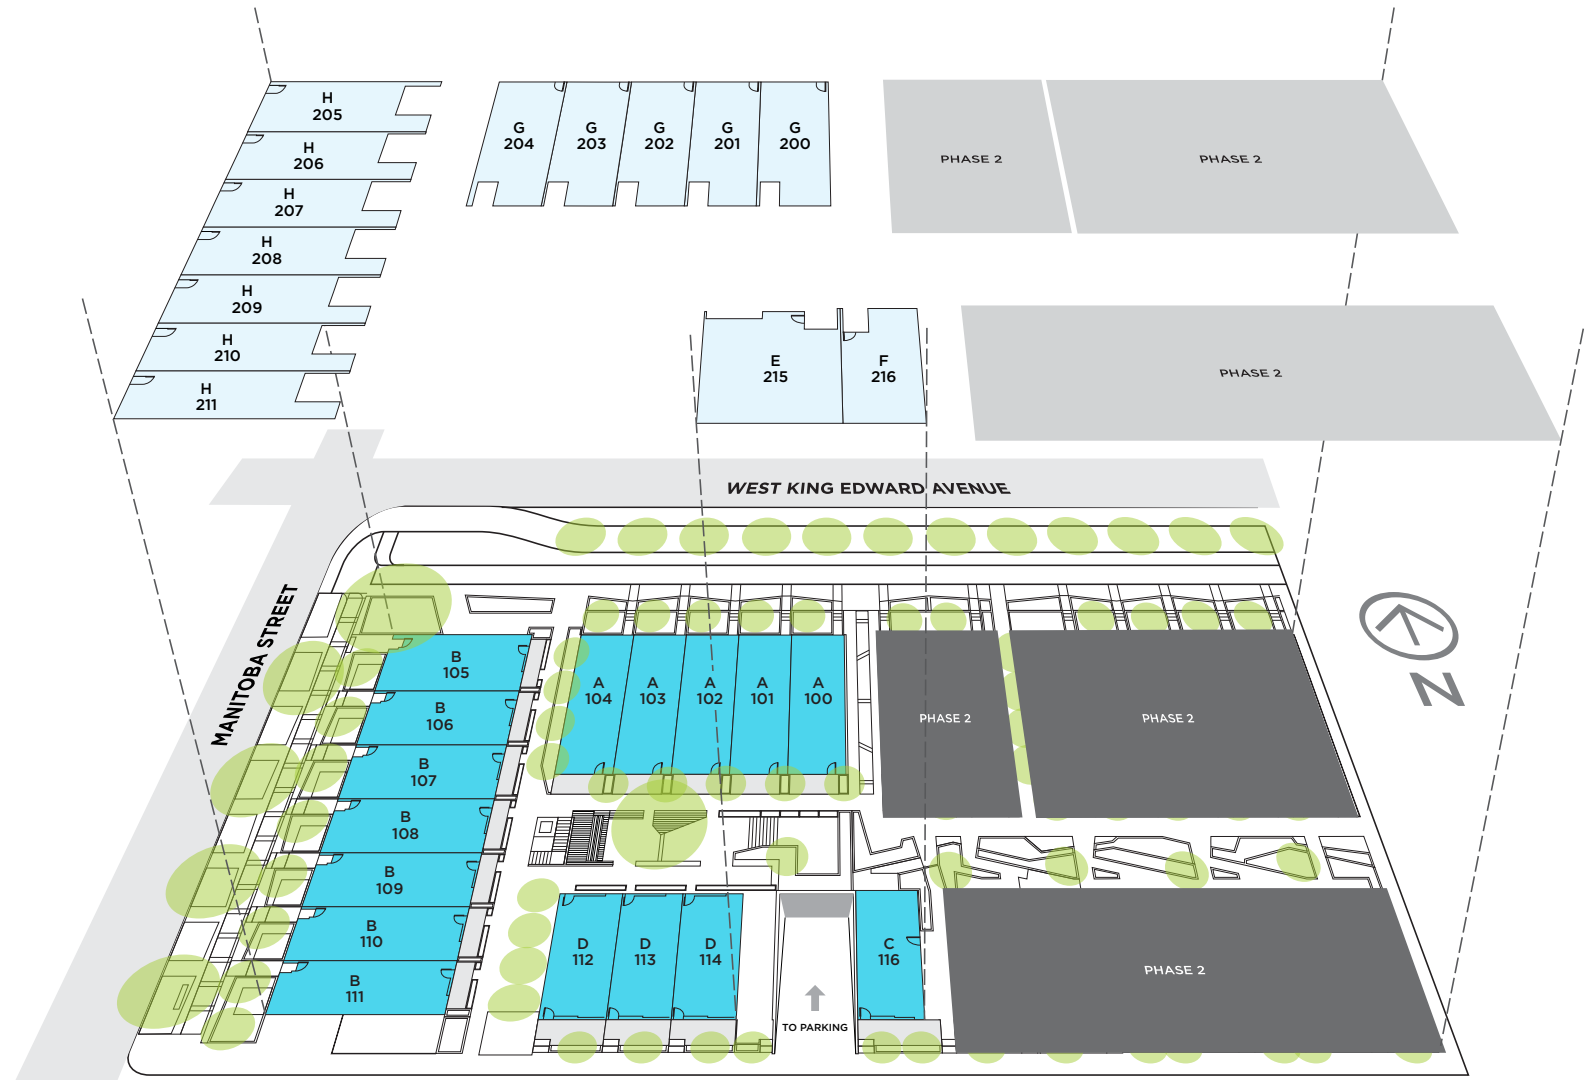 H
205
H
206
H
207
H
208
H
209
H
210
H
211
G
204
G
203
G
202
G
201
G
200
PHASE 2
PHASE 2
E
215
F
216
PHASE 2
WEST KING EDWARD AVENUE
MANITOBA STREET
B
105
B
106
B
107
B
108
B
109
B
110
B
111
A
104
A
103
A
102
A
101
A
100
PHASE 2
PHASE 2
N
D
112
D
113
D
114
C
116
TO PARKING
PHASE 2